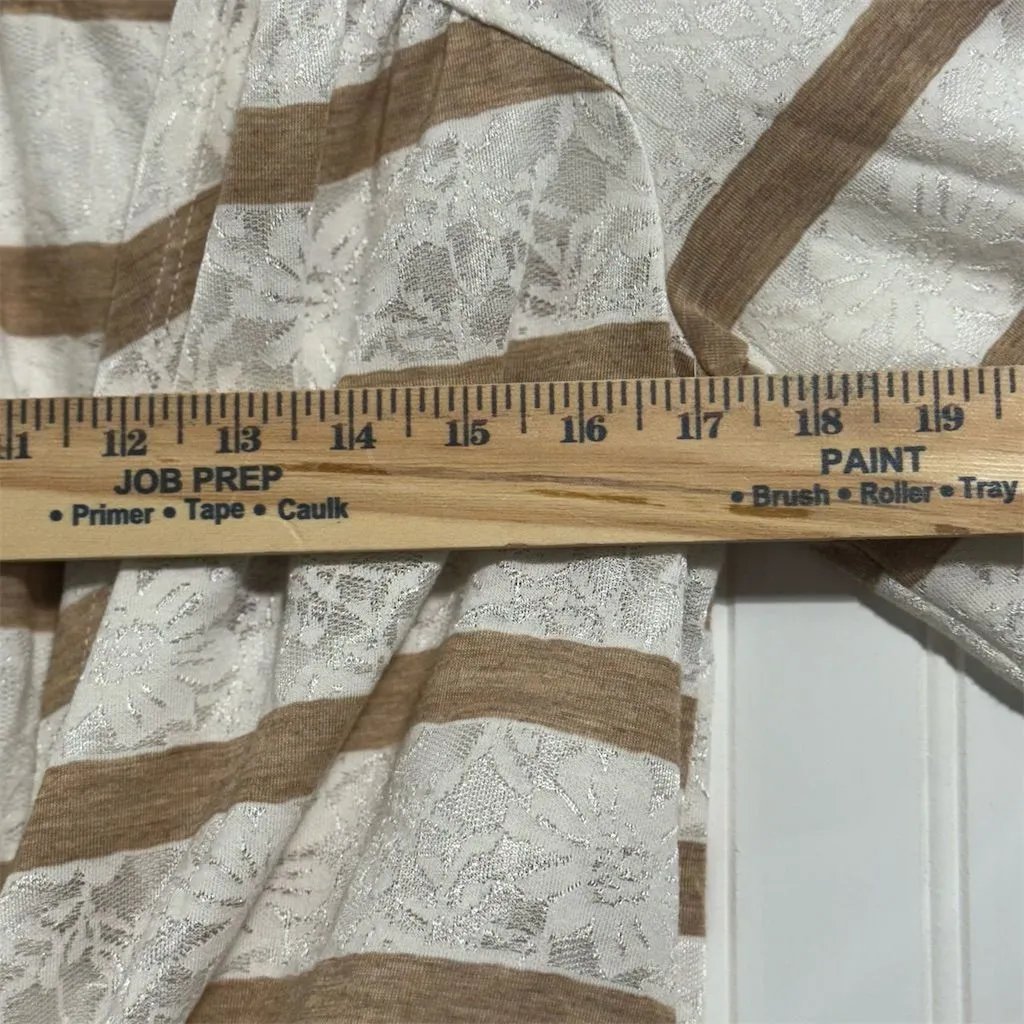 11 12 13 14 15 16 17 18 19
JOB PREP
• Primer • Tape • Caulk
PAINT
• Brush • Roller • Tray